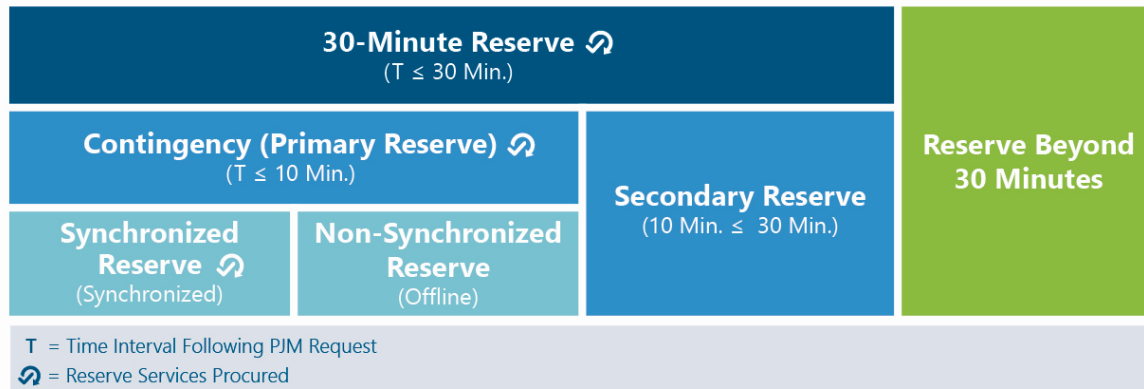 30-Minute Reserve
(T ≤ 30 Min.)
Contingency (Primary Reserve)
(T ≤ 10 Min.)
Synchronized
Reserve
(Synchronized)
Non-Synchronized
Reserve
(Offline)
Secondary Reserve
(10 Min. ≤ 30 Min.)
Reserve Beyond
30 Minutes
T = Time Interval Following PJM Request
= Reserve Services Procured